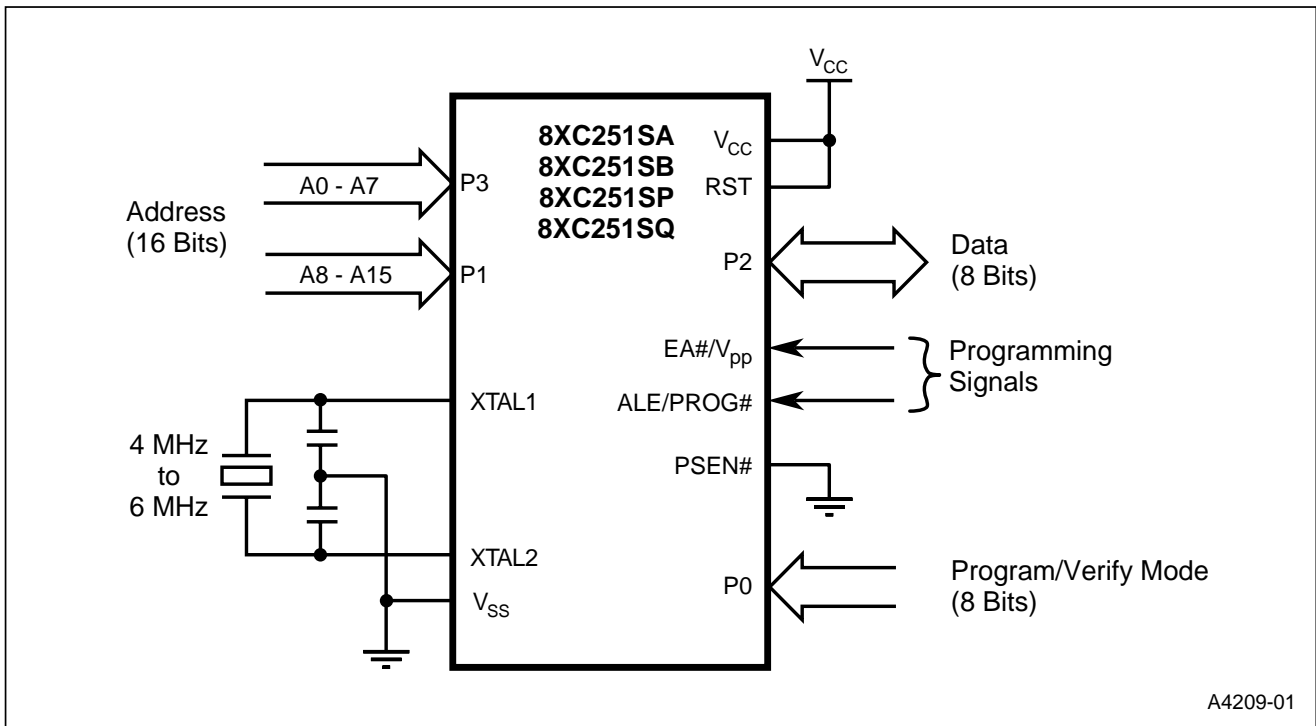 V_CC
8XC251SA
8XC251SB
8XC251SP
8XC251SQ
V_CC
RST
A0 - A7
P3
Address
(16 Bits)
A8 - A15
P1
P2
Data
(8 Bits)
EA#/V_pp
ALE/PROG#
Programming
Signals
XTAL1
4 MHz
to
6 MHz
PSEN#
XTAL2
V_SS
P0
Program/Verify Mode
(8 Bits)
A4209-01